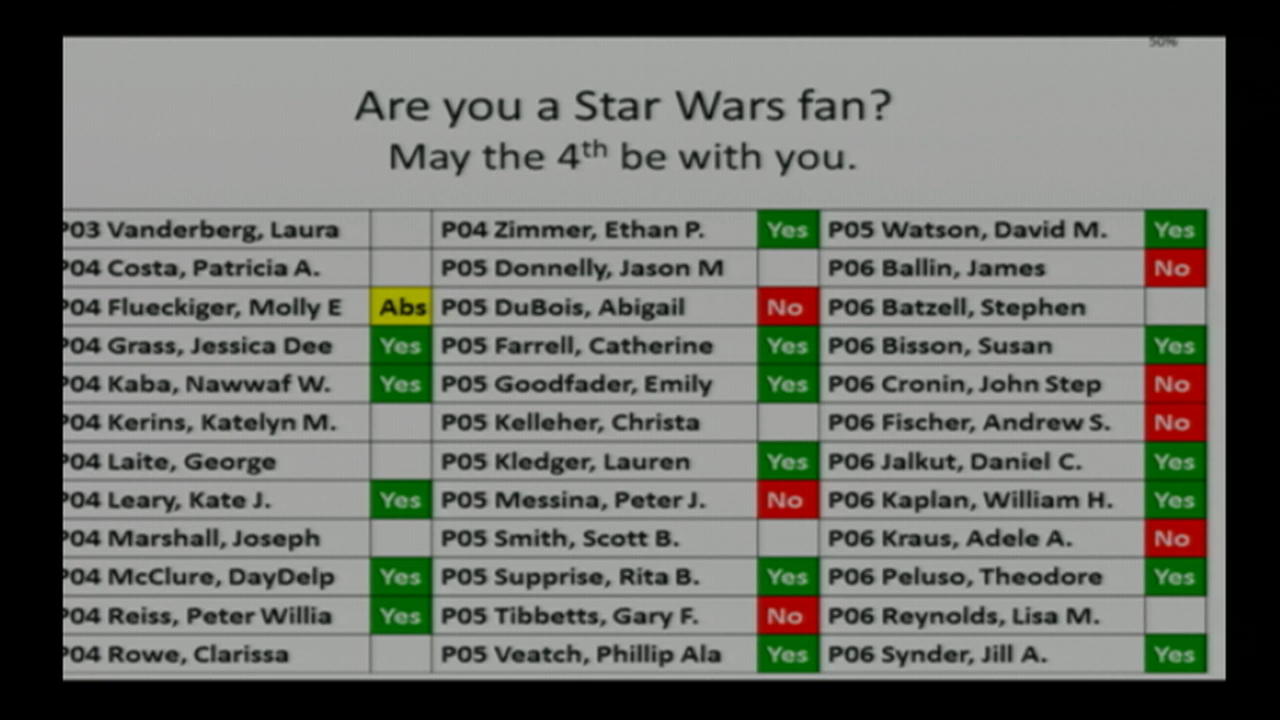 50%
Are you a Star Wars fan?
May the 4th be with you.
P03 Vanderberg, Laura P04 Zimmer, Ethan P. Yes P05 Watson, David M. Yes
P04 Costa, Patricia A. P05 Donnelly, Jason M P06 Ballin, James No
P04 Flueckiger, Molly E Abs P05 DuBois, Abigail No P06 Batzell, Stephen
P04 Grass, Jessica Dee Yes P05 Farrell, Catherine Yes P06 Bisson, Susan Yes
P04 Kaba, Nawwaf W. Yes P05 Goodfader, Emily Yes P06 Cronin, John Step No
P04 Kerins, Katelyn M. P05 Kelleher, Christa P06 Fischer, Andrew S. No
P04 Laite, George P05 Kledger, Lauren Yes P06 Jalkut, Daniel C. Yes
P04 Leary, Kate J. Yes P05 Messina, Peter J. No P06 Kaplan, William H. Yes
P04 Marshall, Joseph P05 Smith, Scott B. P06 Kraus, Adele A. No
P04 McClure, DayDelp Yes P05 Supprise, Rita B. Yes P06 Peluso, Theodore Yes
P04 Reiss, Peter Willia Yes P05 Tibbetts, Gary F. No P06 Reynolds, Lisa M.
P04 Rowe, Clarissa P05 Veatch, Phillip Ala Yes P06 Synder, Jill A. Yes